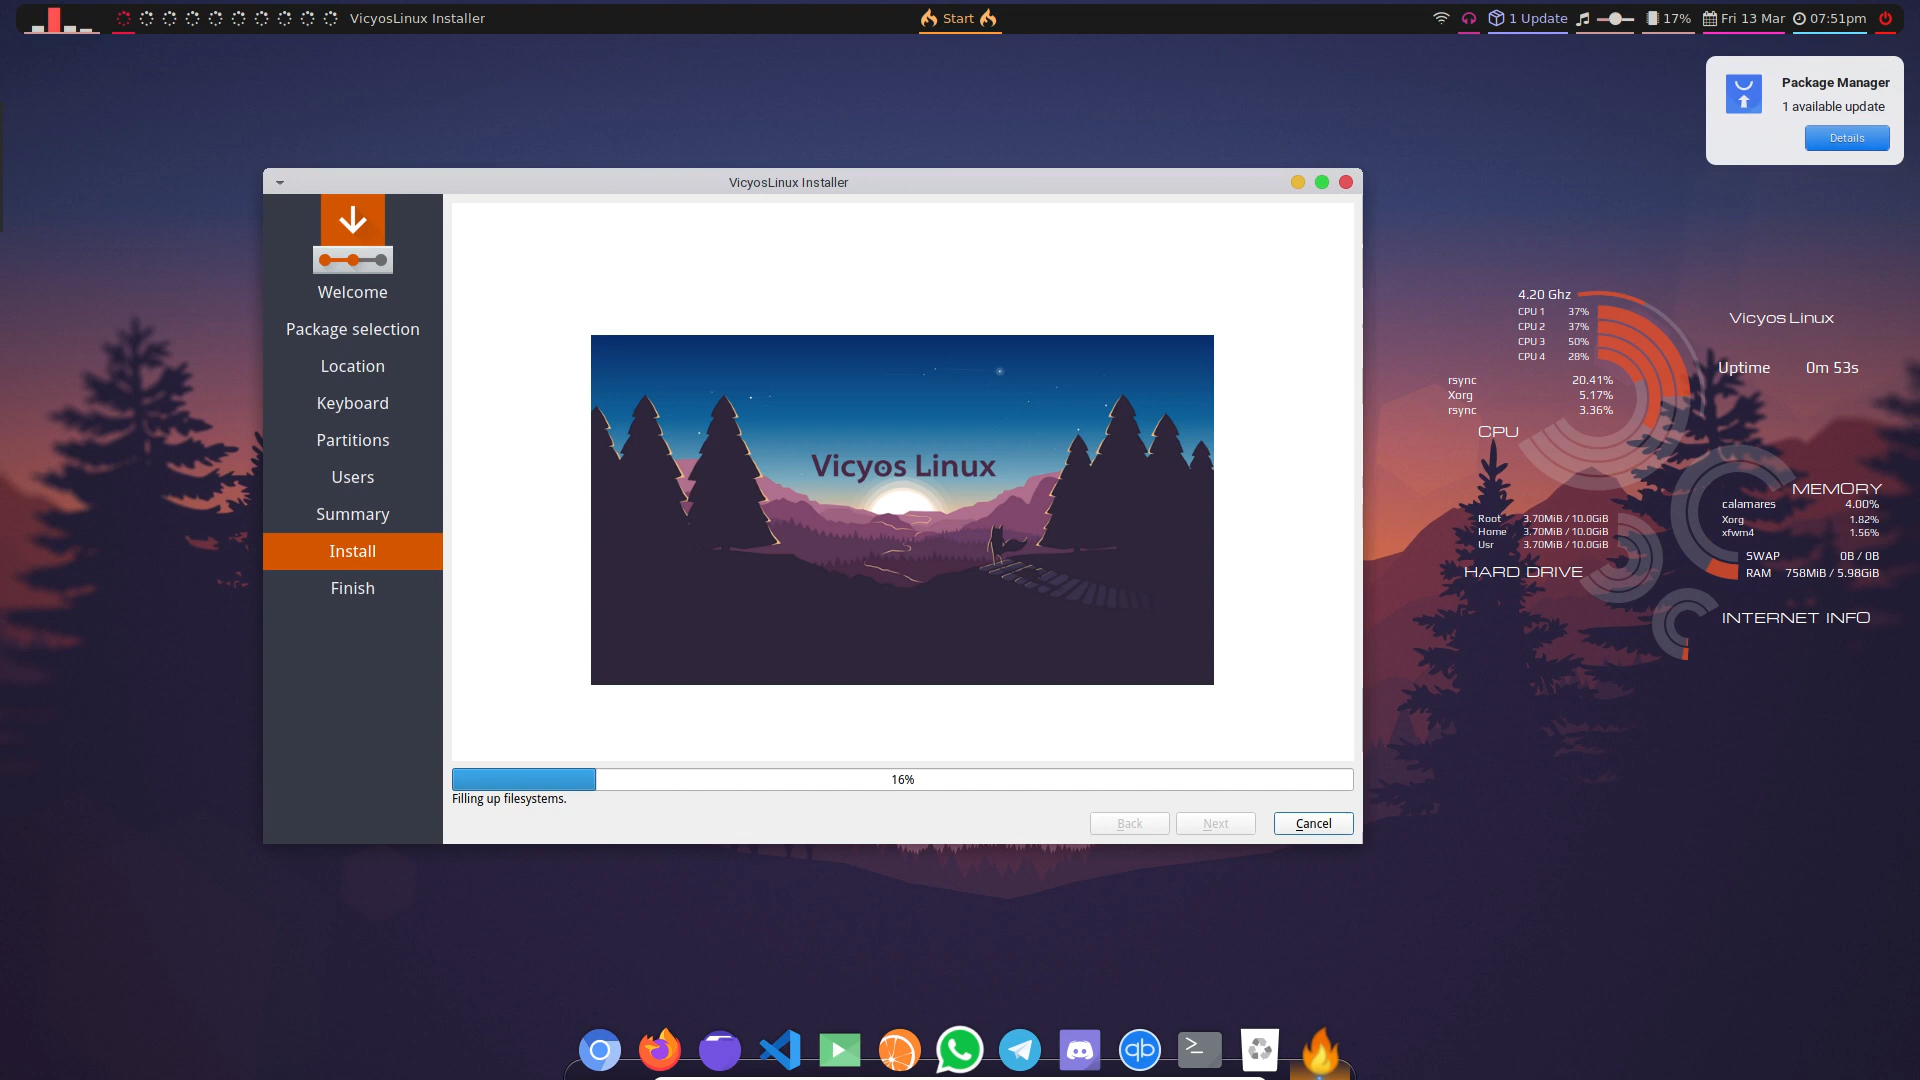 VicyosLinux Installer
Start
1 Update
17%
Fri 13 Mar
07:51pm
Package Manager
1 available update
Details
VicyosLinux Installer
Welcome
Package selection
Location
Keyboard
Partitions
Users
Summary
Install
Finish
Vicyos Linux
16%
Filling up filesystems.
Back
Next
Cancel
4.20 Ghz
CPU 1 37%
CPU 2 37%
CPU 3 50%
CPU 4 28%
rsync 20.41%
Xorg 5.17%
rsync 3.36%
CPU
Vicyos Linux
Uptime 0m 53s
MEMORY
calamares 4.00%
Xorg 1.82%
xfwm4 1.56%
SWAP 0B / 0B
RAM 758MiB / 5.98GiB
Root 3.70MiB / 10.0GiB
Home 3.70MiB / 10.0GiB
Usr 3.70MiB / 10.0GiB
HARD DRIVE
INTERNET INFO
qb